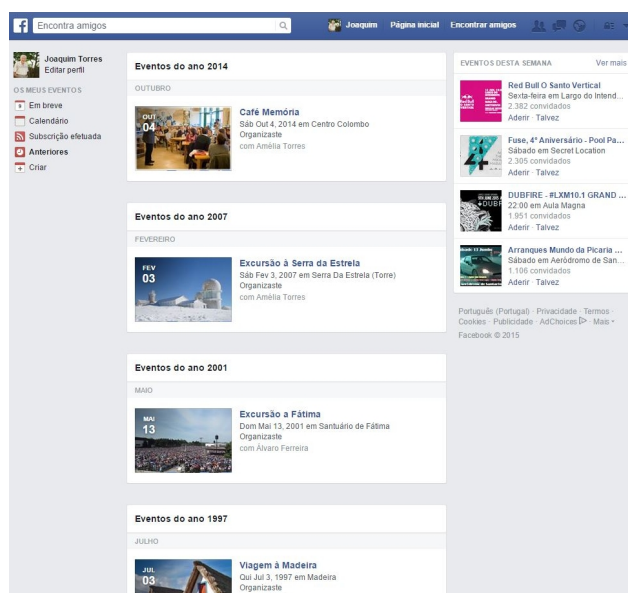 Encontra amigos
Joaquim Página inicial Encontrar amigos
Joaquim Torres
Editar perfil
OS MEUS EVENTOS
Em breve
Calendário
Subscrição efetuada
Anteriores
Criar
Eventos do ano 2014
OUTUBRO
OUT
04
Café Memória
Sáb Out 4, 2014 em Centro Colombo
Organizaste
com Amélia Torres
Eventos do ano 2007
FEVEREIRO
FEV
03
Excursão à Serra da Estrela
Sáb Fev 3, 2007 em Serra Da Estrela (Torre)
Organizaste
com Amélia Torres
Eventos do ano 2001
MAIO
MAI
13
Excursão a Fátima
Dom Mai 13, 2001 em Santuário de Fátima
Organizaste
com Álvaro Ferreira
Eventos do ano 1997
JULHO
JUL
03
Viagem à Madeira
Qui Jul 3, 1997 em Madeira
Organizaste
EVENTOS DESTA SEMANA Ver mais
Red Bull O Santo Vertical
Sexta-feira em Largo do Intend...
2.382 convidados
Aderir · Talvez
Fuse, 4º Aniversário - Pool Pa...
Sábado em Secret Location
2.305 convidados
Aderir · Talvez
DUBFIRE - #LXM10.1 GRAND ...
22:00 em Aula Magna
1.951 convidados
Aderir · Talvez
Arranques Mundo da Picaria ...
Sábado em Aeródromo de San...
1.106 convidados
Aderir · Talvez
Português (Portugal) · Privacidade · Termos ·
Cookies · Publicidade · AdChoices · Mais
Facebook © 2015